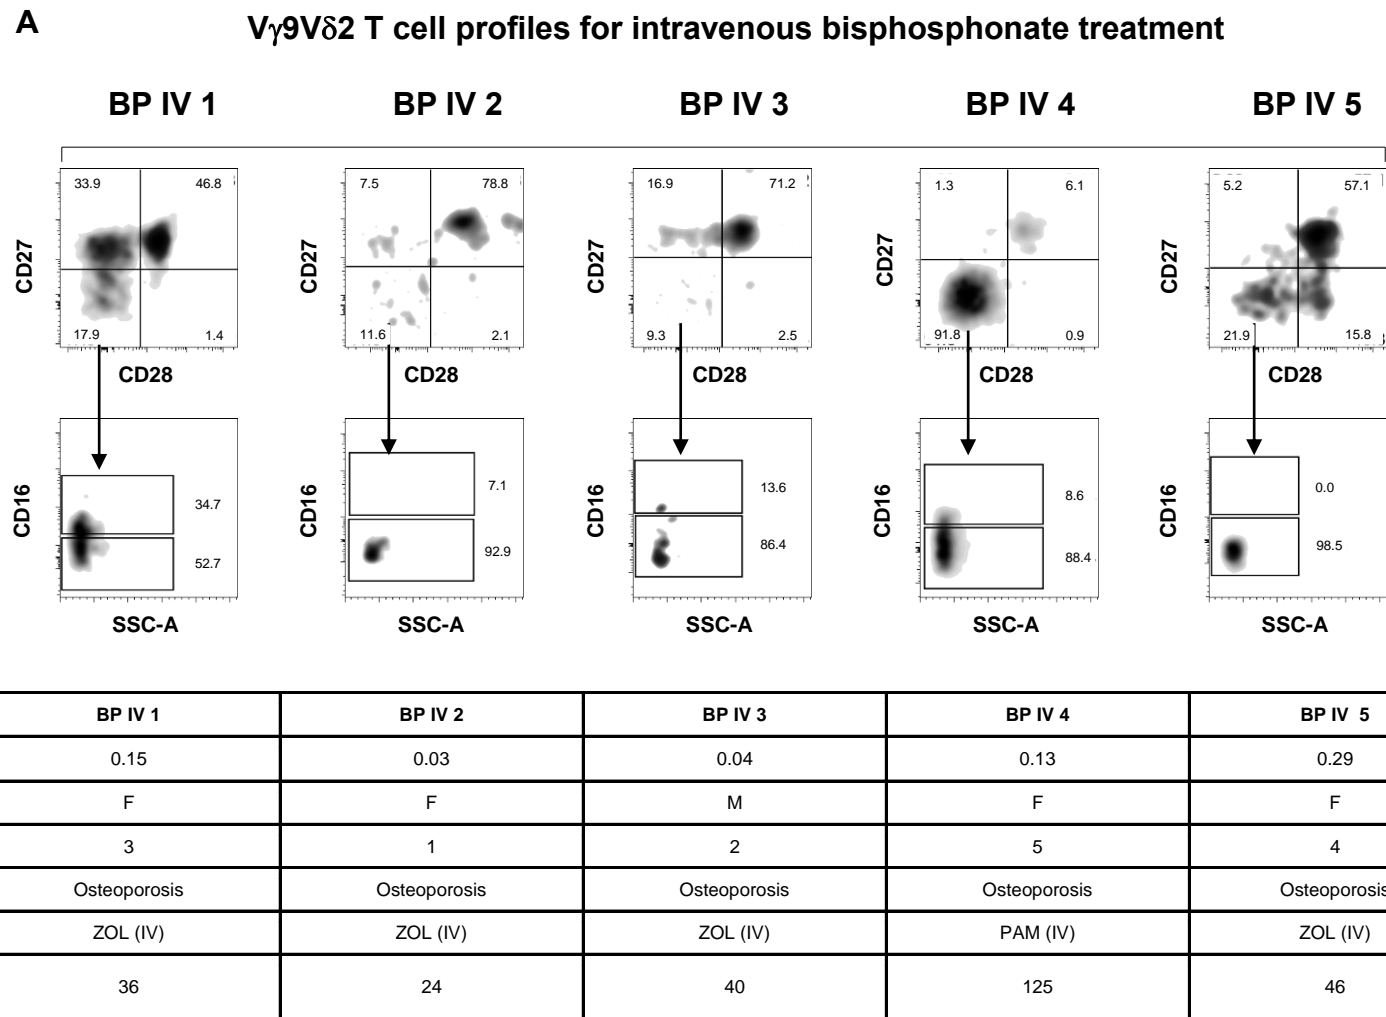 A
Vγ9Vδ2 T cell profiles for intravenous bisphosphonate treatment
BP IV 1 BP IV 2 BP IV 3 BP IV 4 BP IV 5
33.9 46.8 7.5 78.8 16.9 71.2 1.3 6.1 5.2 57.1
CD27 CD27 CD27 CD27 CD27
17.9 1.4 11.6 2.1 9.3 2.5 91.8 0.9 21.9 15.8
CD28 CD28 CD28 CD28 CD28
CD16 CD16 CD16 CD16 CD16
34.7 7.1 13.6 8.6 0.0
52.7 92.9 86.4 88.4 98.5
SSC-A SSC-A SSC-A SSC-A SSC-A
BP IV 1 BP IV 2 BP IV 3 BP IV 4 BP IV 5
0.15 0.03 0.04 0.13 0.29
F F M F F
3 1 2 5 4
Osteoporosis Osteoporosis Osteoporosis Osteoporosis Osteoporosis
ZOL (IV) ZOL (IV) ZOL (IV) PAM (IV) ZOL (IV)
36 24 40 125 46